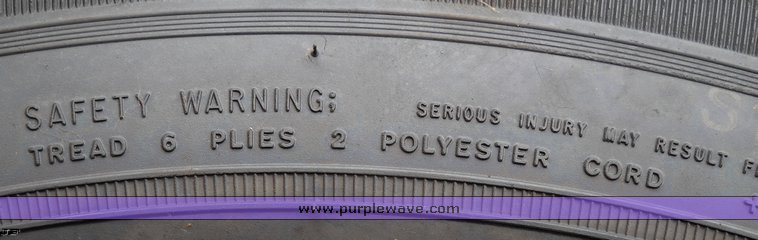 SAFETY WARNING; SERIOUS INJURY MAY RESULT
TREAD 6 PLIES 2 POLYESTER CORD
www.purplewave.com